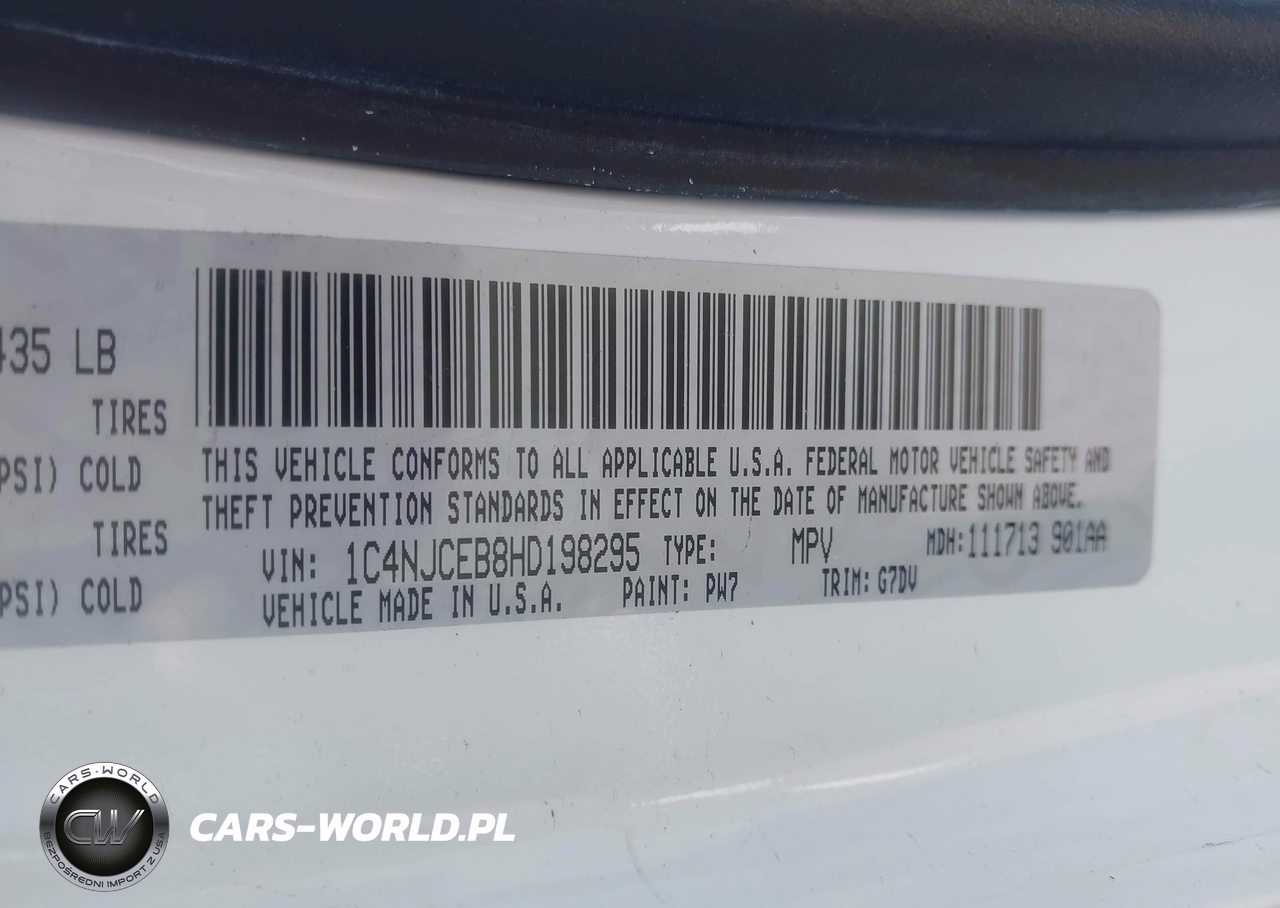 435 LB
TIRES
PSI) COLD
TIRES
PSI) COLD
THIS VEHICLE CONFORMS TO ALL APPLICABLE U.S.A. FEDERAL MOTOR VEHICLE SAFETY AND
THEFT PREVENTION STANDARDS IN EFFECT ON THE DATE OF MANUFACTURE SHOWN ABOVE.
VIN: 1C4NJCEB8HD198295 TYPE: MPV MDH:111713 901AA
VEHICLE MADE IN U.S.A. PAINT: PW7 TRIM: G7DV
CARS-WORLD
CW
BEZPOŚREDNI IMPORT Z USA
CARS-WORLD.PL